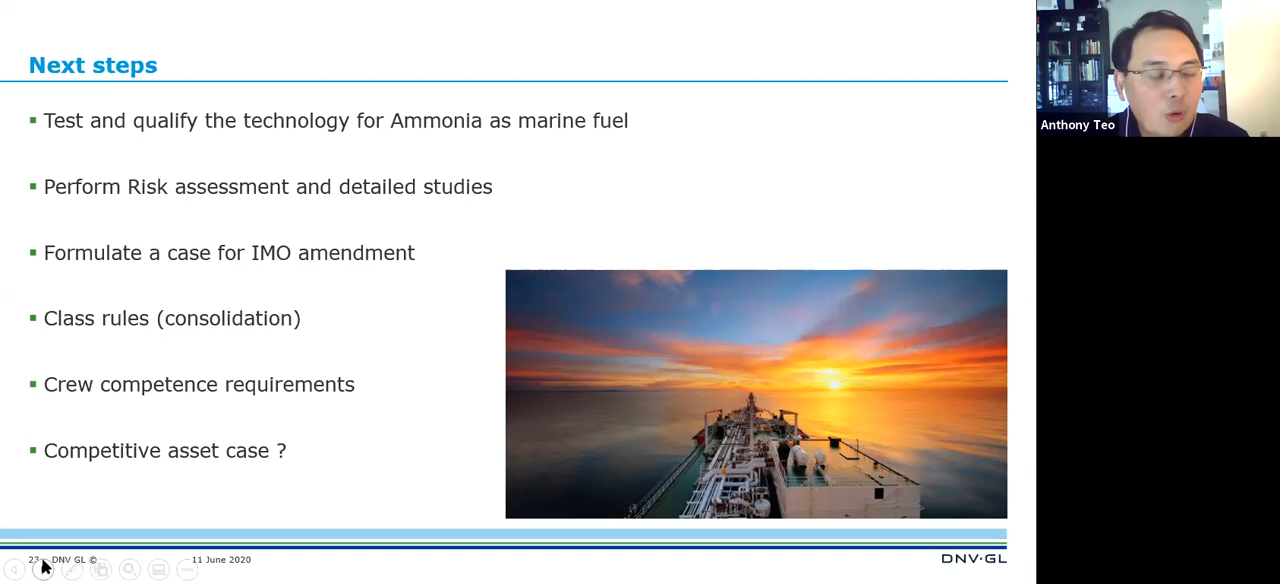 Next steps
▪ Test and qualify the technology for Ammonia as marine fuel
▪ Perform Risk assessment and detailed studies
▪ Formulate a case for IMO amendment
▪ Class rules (consolidation)
▪ Crew competence requirements
▪ Competitive asset case ?
23 DNV GL © 11 June 2020
DNV·GL
Anthony Teo